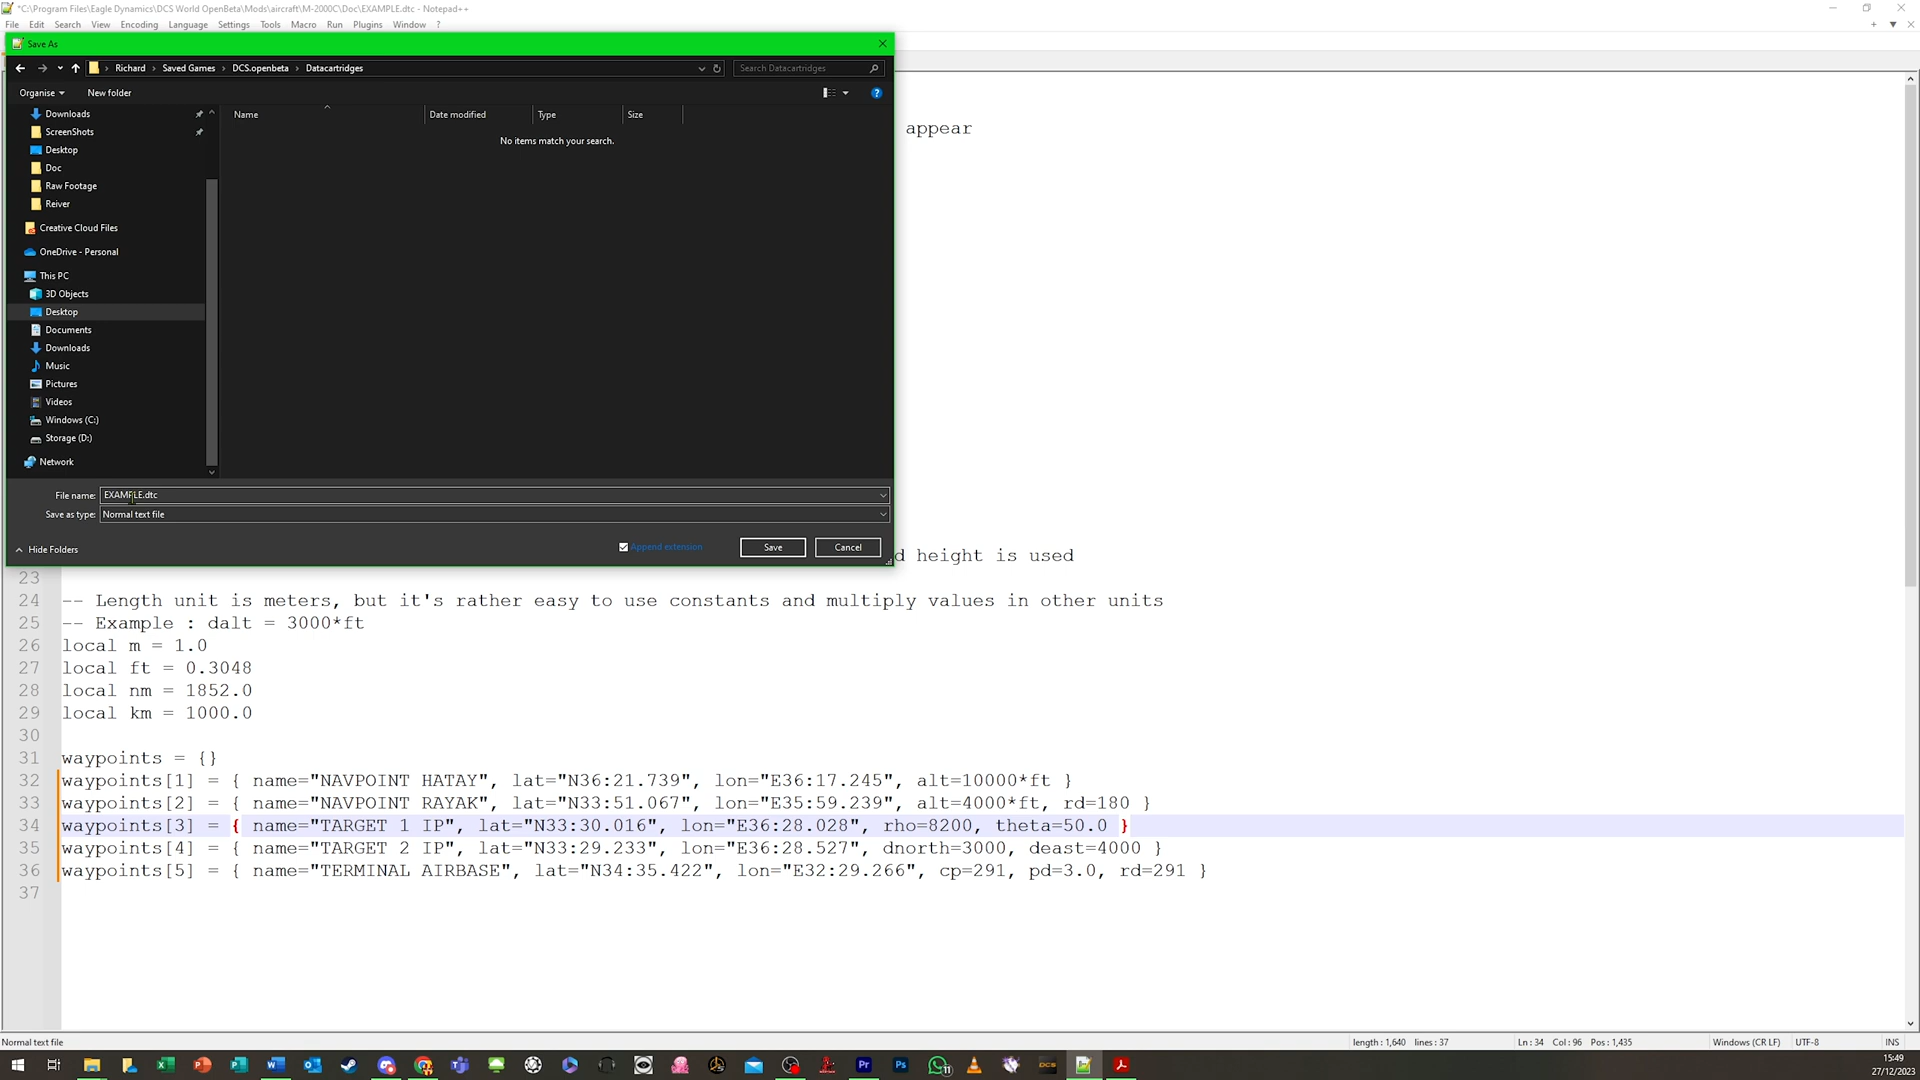 *C:\Program Files\Eagle Dynamics\DCS World OpenBeta\Mods\aircraft\M-2000C\Doc\EXAMPLE.dtc - Notepad++
File Edit Search View Encoding Language Settings Tools Macro Run Plugins Window ?
Save As
Richard > Saved Games > DCS.openbeta > Datacartridges
Search Datacartridges
Organise New folder
Downloads
ScreenShots
Desktop
Doc
Raw Footage
Reiver
Creative Cloud Files
OneDrive - Personal
This PC
3D Objects
Desktop
Documents
Downloads
Music
Pictures
Videos
Windows (C:)
Storage (D:)
Network
Name Date modified Type Size
No items match your search.
File name: EXAMPLE.dtc
Save as type: Normal text file
Hide Folders
Append extension
Save Cancel
appear
d height is used
23
24 -- Length unit is meters, but it's rather easy to use constants and multiply values in other units
25 -- Example : dalt = 3000*ft
26 local m = 1.0
27 local ft = 0.3048
28 local nm = 1852.0
29 local km = 1000.0
30
31 waypoints = {}
32 waypoints[1] = { name="NAVPOINT HATAY", lat="N36:21.739", lon="E36:17.245", alt=10000*ft }
33 waypoints[2] = { name="NAVPOINT RAYAK", lat="N33:51.067", lon="E35:59.239", alt=4000*ft, rd=180 }
34 waypoints[3] = { name="TARGET 1 IP", lat="N33:30.016", lon="E36:28.028", rho=8200, theta=50.0 }
35 waypoints[4] = { name="TARGET 2 IP", lat="N33:29.233", lon="E36:28.527", dnorth=3000, deast=4000 }
36 waypoints[5] = { name="TERMINAL AIRBASE", lat="N34:35.422", lon="E32:29.266", cp=291, pd=3.0, rd=291 }
37
Normal text file length : 1,640 lines : 37 Ln : 34 Col : 96 Pos : 1,435 Windows (CR LF) UTF-8 INS
15:49
27/12/2023